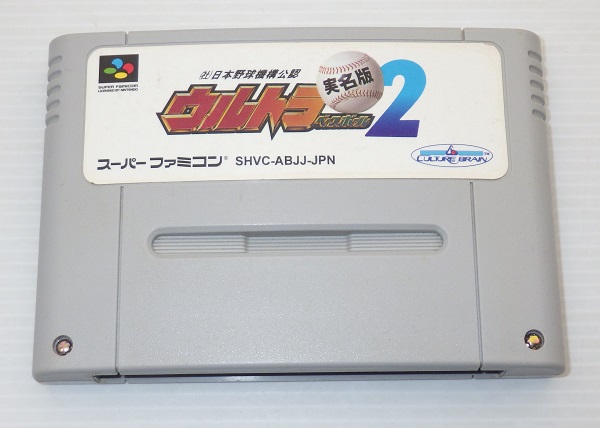 SUPER FAMICOM
LICENSED BY NINTENDO
(社)日本野球機構公認
ウルトラ
ベースボール
実名版
2
スーパーファミコン® SHVC-ABJJ-JPN
CULTURE BRAIN™